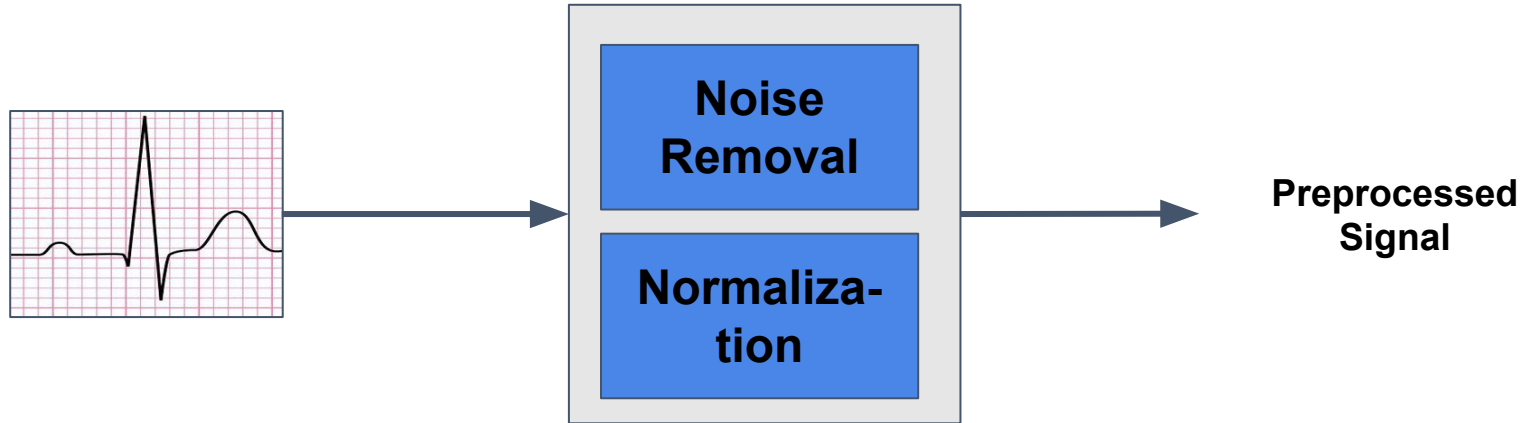 Noise
Removal
Normaliza-
tion
Preprocessed
Signal